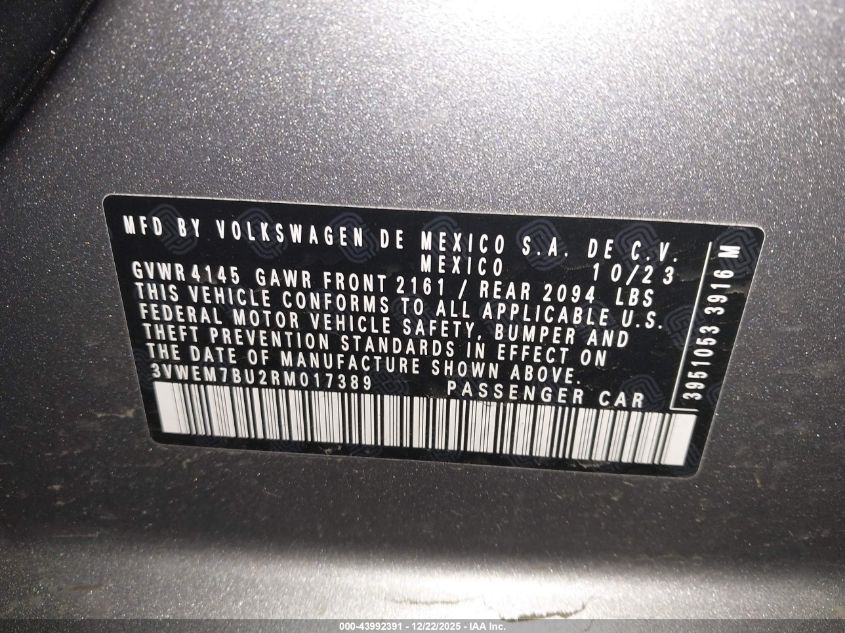 MFD BY VOLKSWAGEN DE MEXICO S.A. DE C.V.
MEXICO 10/23
GVWR4145 GAWR FRONT 2161 / REAR 2094 LBS
THIS VEHICLE CONFORMS TO ALL APPLICABLE U.S.
FEDERAL MOTOR VEHICLE SAFETY, BUMPER AND
THEFT PREVENTION STANDARDS IN EFFECT ON
THE DATE OF MANUFACTURE SHOWN ABOVE.
3VWEM7BU2RM017389 PASSENGER CAR
3951053 3916 M
000-43992391 - 12/22/2025 - IAA Inc.